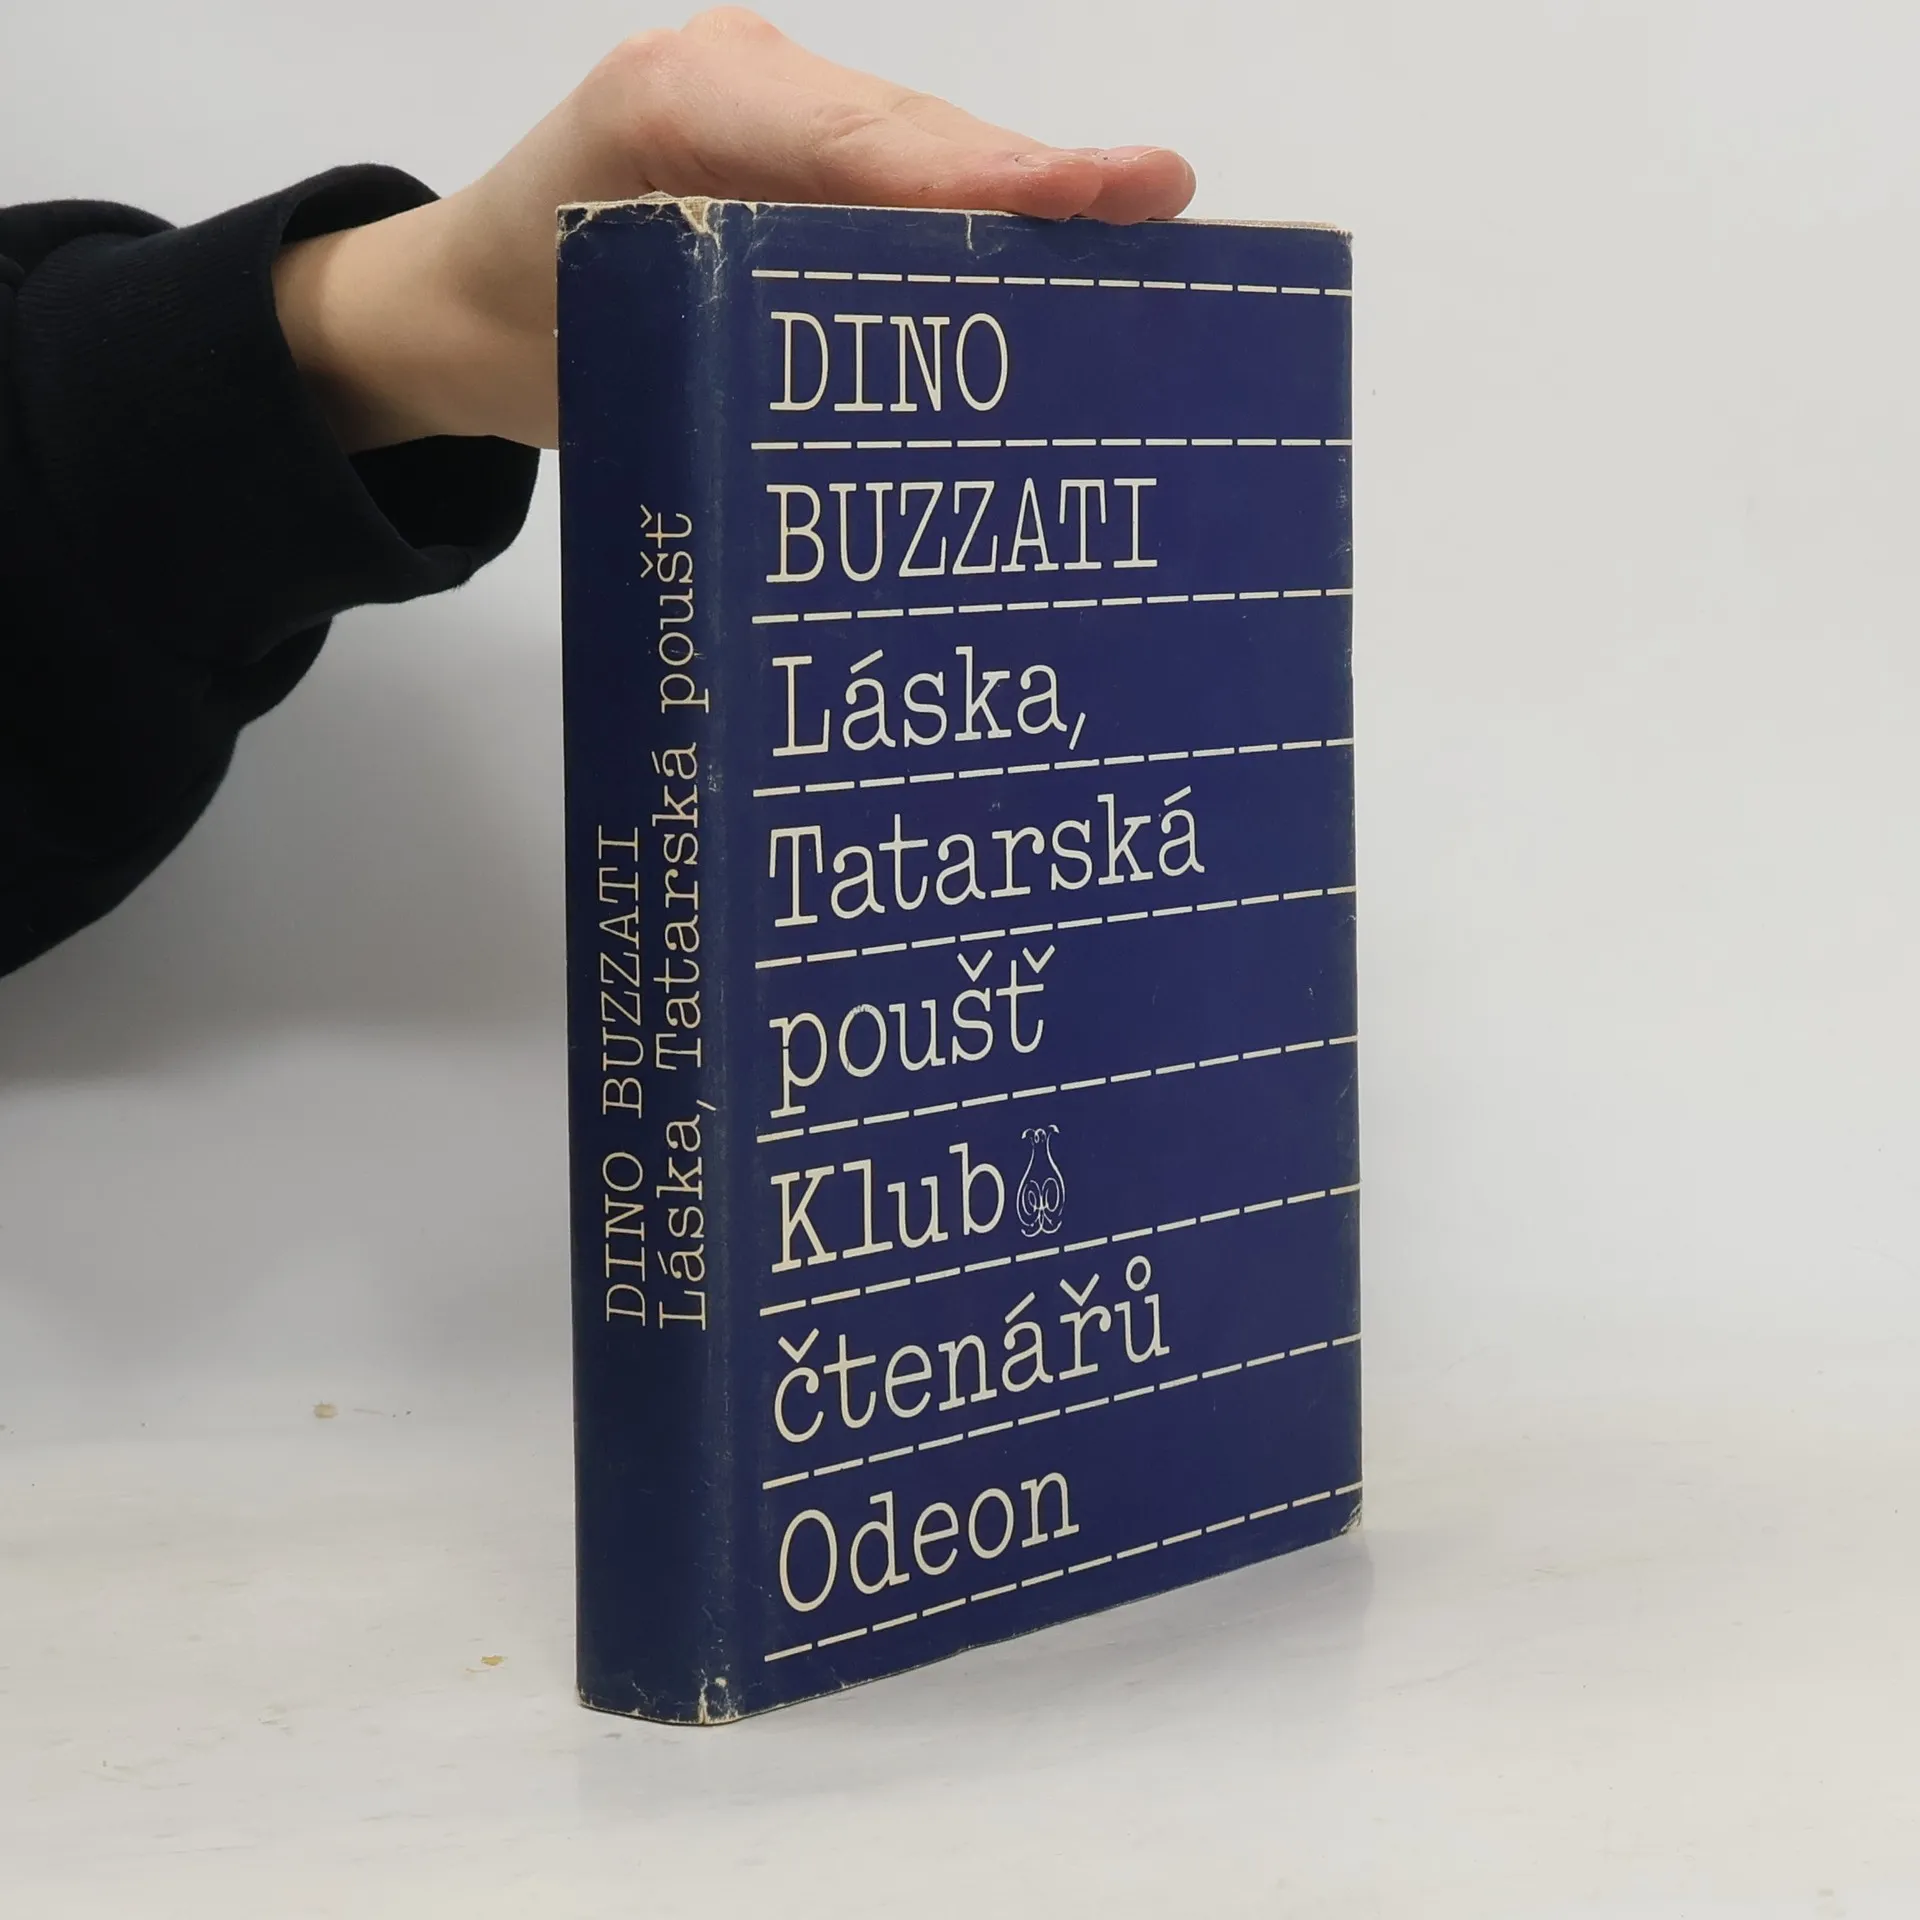 DINO BUZZATI
Láska, Tatarská poušť
DINO
BUZZATI
Láska,
Tatarská
poušť
Klub
čtenářů
Odeon